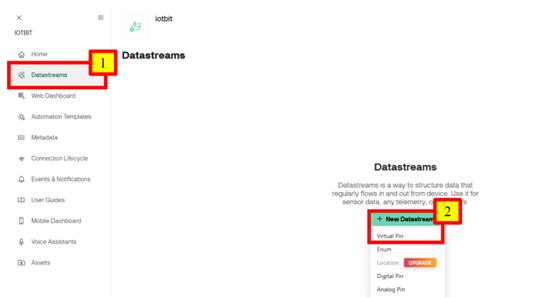 ×
IOTBIT
Home
Datastreams
Web Dashboard
Automation Templates
Metadata
Connection Lifecycle
Events & Notifications
User Guides
Mobile Dashboard
Voice Assistants
Assets
1
iotbit
Datastreams
Datastreams
Datastreams is a way to structure data that
regularly flows in and out from device. Use it for
sensor data, any telemetry, o
2
+ New Datastream
Virtual Pin
Enum
Location UPGRADE
Digital Pin
Analog Pin